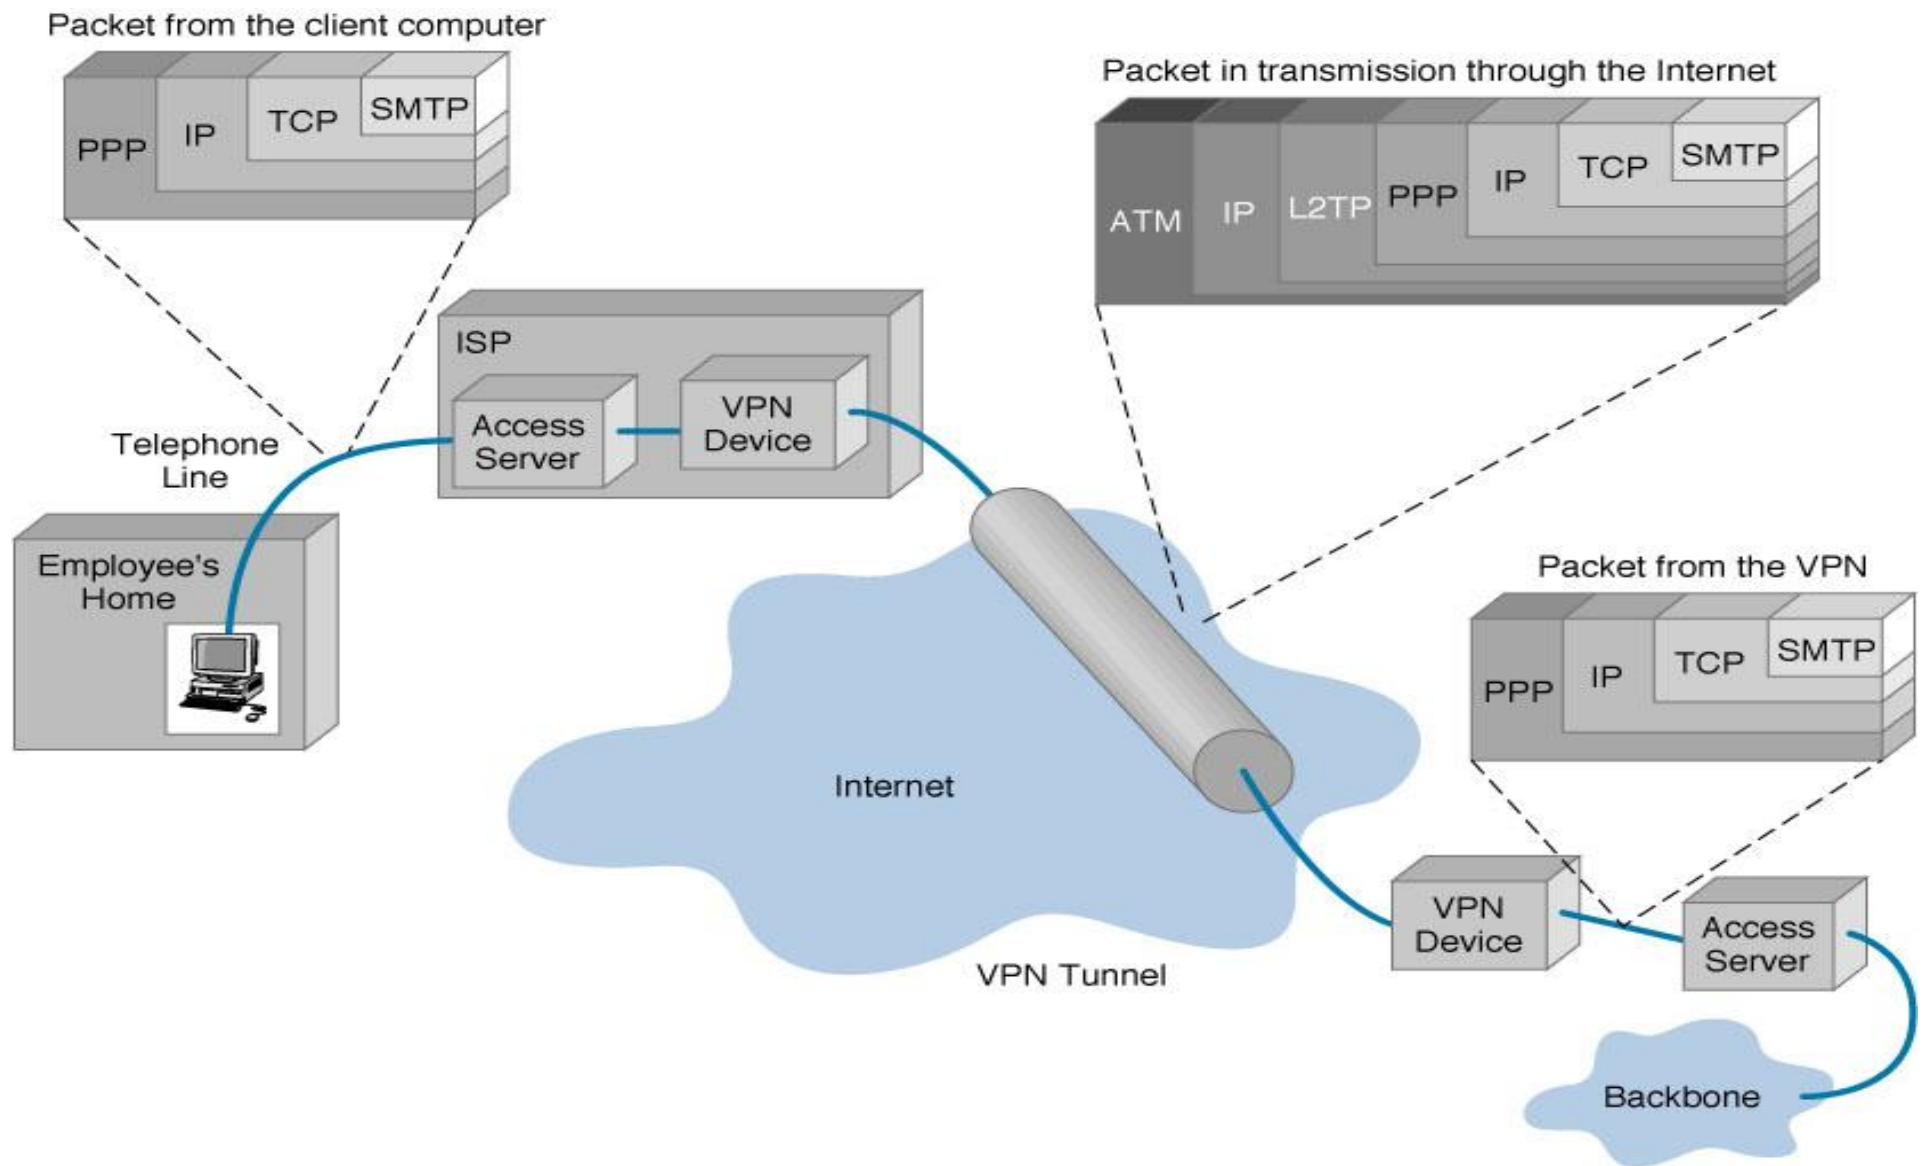 Packet from the client computer
PPP
IP
TCP
SMTP
Packet in transmission through the Internet
ATM
IP
L2TP
PPP
IP
TCP
SMTP
ISP
Access
Server
VPN
Device
Telephone
Line
Employee's
Home
Packet from the VPN
PPP
IP
TCP
SMTP
Internet
VPN Tunnel
VPN
Device
Access
Server
Backbone